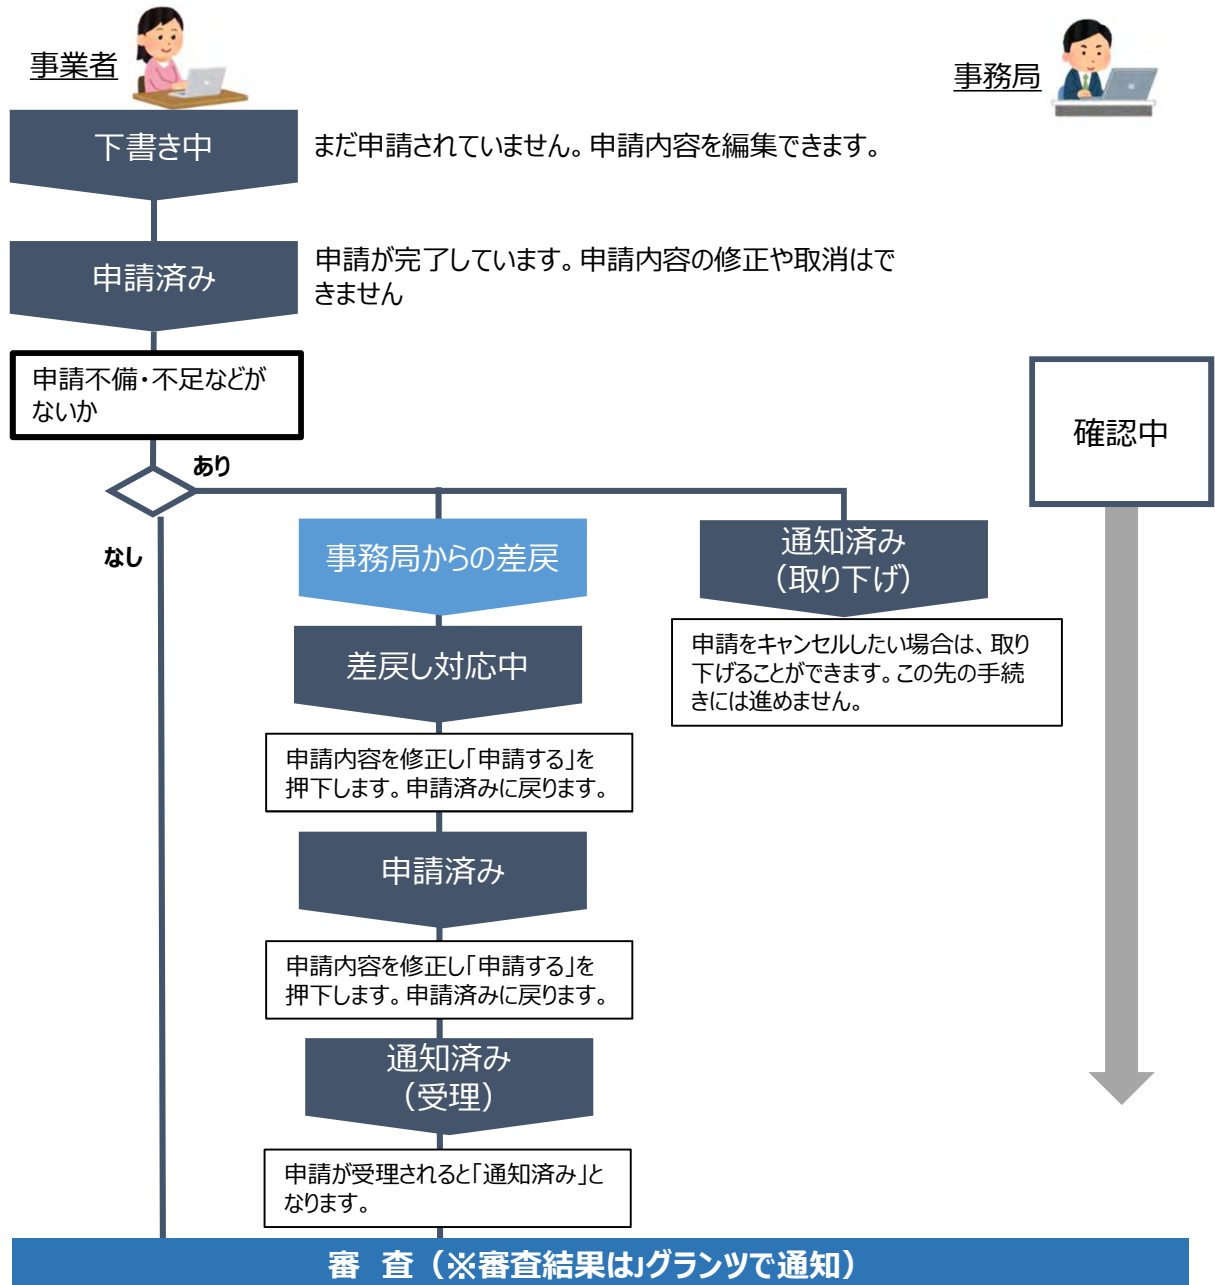 事業者
事務局
下書き中
まだ申請されていません。申請内容を編集できます。
申請済み
申請が完了しています。申請内容の修正や取消はで
きません
申請不備・不足などが
ないか
確認中
あり
なし
事務局からの差戻
通知済み
（取り下げ）
差戻し対応中
申請をキャンセルしたい場合は、取り
下げることができます。この先の手続
きには進めません。
申請内容を修正し「申請する」を
押下します。申請済みに戻ります。
申請済み
申請内容を修正し「申請する」を
押下します。申請済みに戻ります。
通知済み
（受理）
申請が受理されると「通知済み」と
なります。
審　査（※審査結果はJグランツで通知）